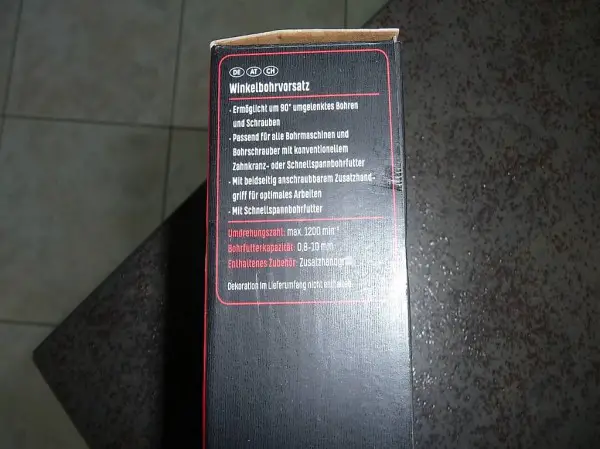 DE AT CH
Winkelbohrvorsatz
- Ermöglicht um 90° umgelenktes Bohren
und Schrauben
- Passend für alle Bohrmaschinen und
Bohrschrauber mit konventionellem
Zahnkranz- oder Schnellspannbohrfutter
- Mit beidseitig anschraubbarem Zusatzhand-
griff für optimales Arbeiten
- Mit Schnellspannbohrfutter
Umdrehungszahl: max. 1200 min⁻¹
Bohrfutterkapazität: 0,8-10 mm
Enthaltenes Zubehör: Zusatzhandgriff
Dekoration im Lieferumfang nicht enthalten